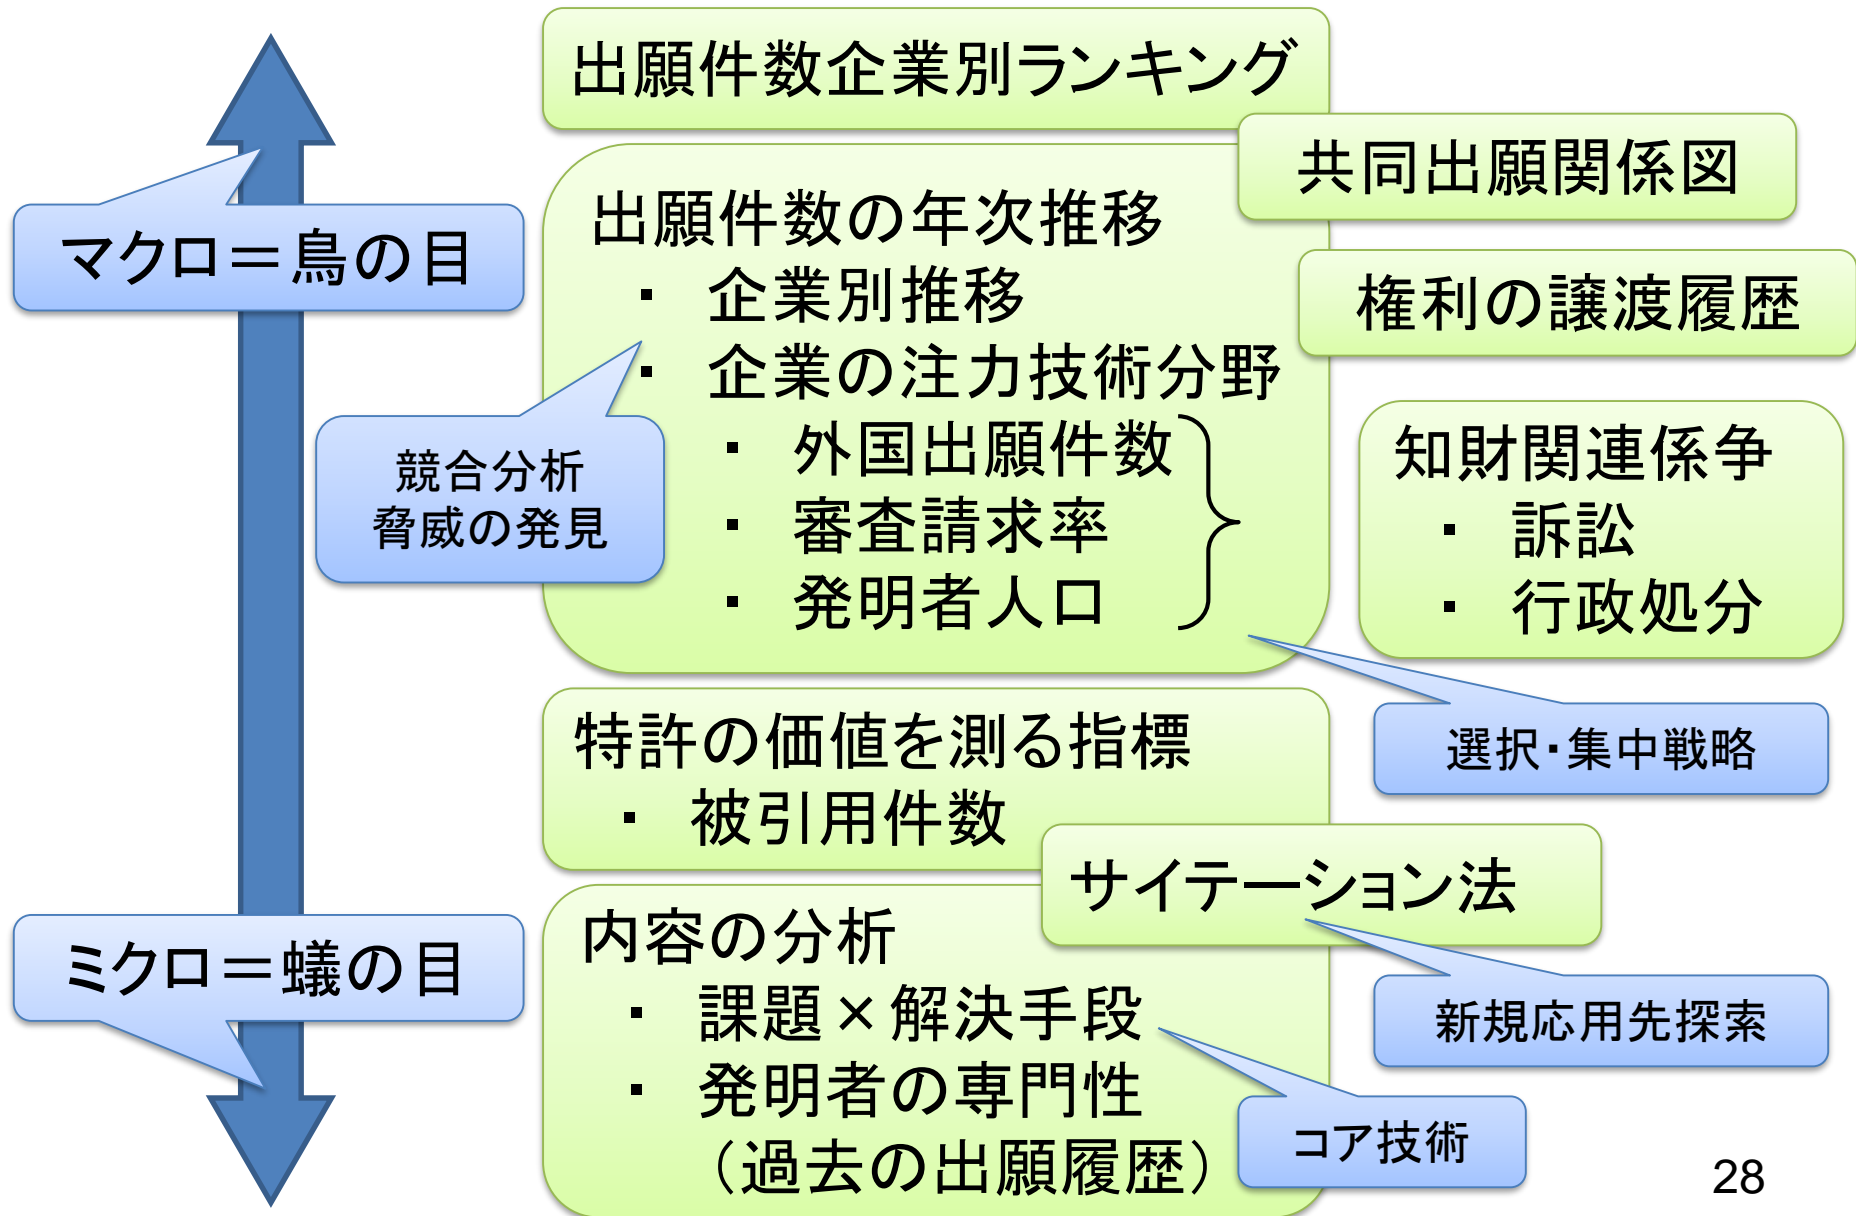 出願件数企業別ランキング
共同出願関係図
マクロ＝鳥の目
出願件数の年次推移
・ 企業別推移
・ 企業の注力技術分野
・ 外国出願件数
・ 審査請求率
・ 発明者人口
権利の譲渡履歴
競合分析
脅威の発見
知財関連係争
・ 訴訟
・ 行政処分
選択・集中戦略
特許の価値を測る指標
・ 被引用件数
サイテーション法
ミクロ＝蟻の目
内容の分析
・ 課題×解決手段
・ 発明者の専門性
（過去の出願履歴）
新規応用先探索
コア技術
28